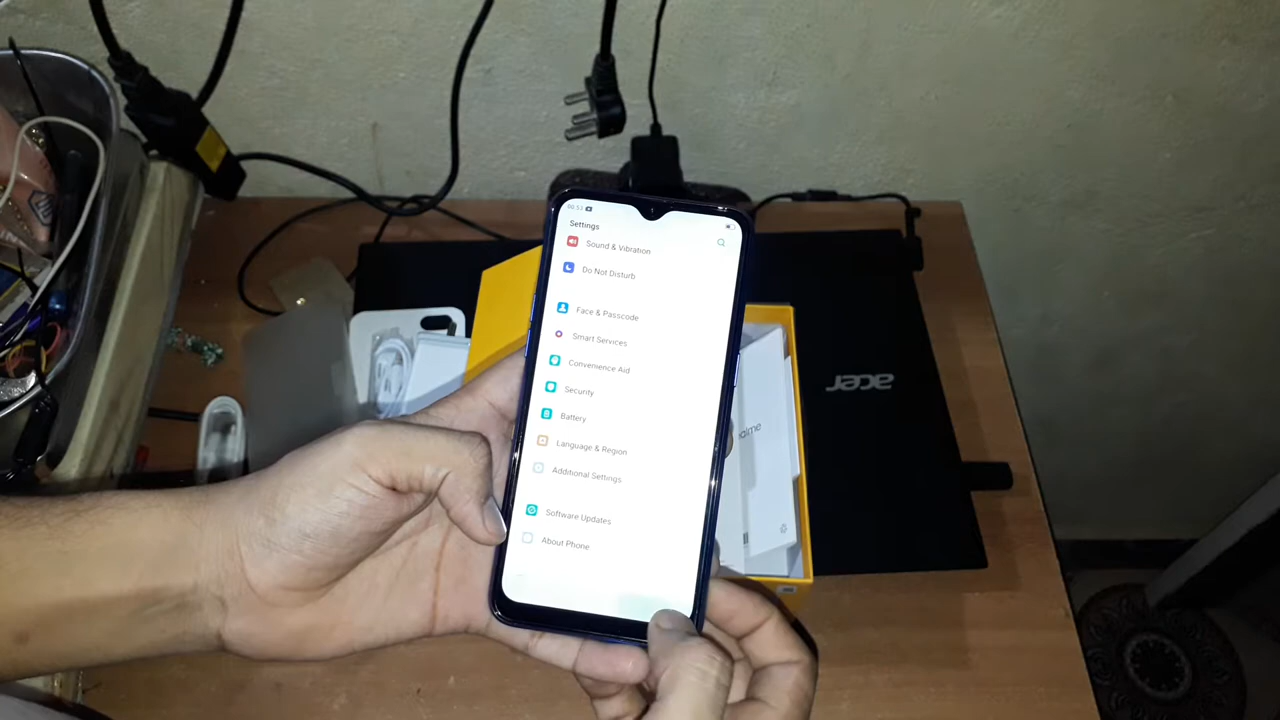 Settings
Sound & Vibration
Do Not Disturb
Face & Passcode
Smart Services
Convenience Aid
Security
Battery
Language & Region
Additional Settings
Software Updates
About Phone
acer
realme